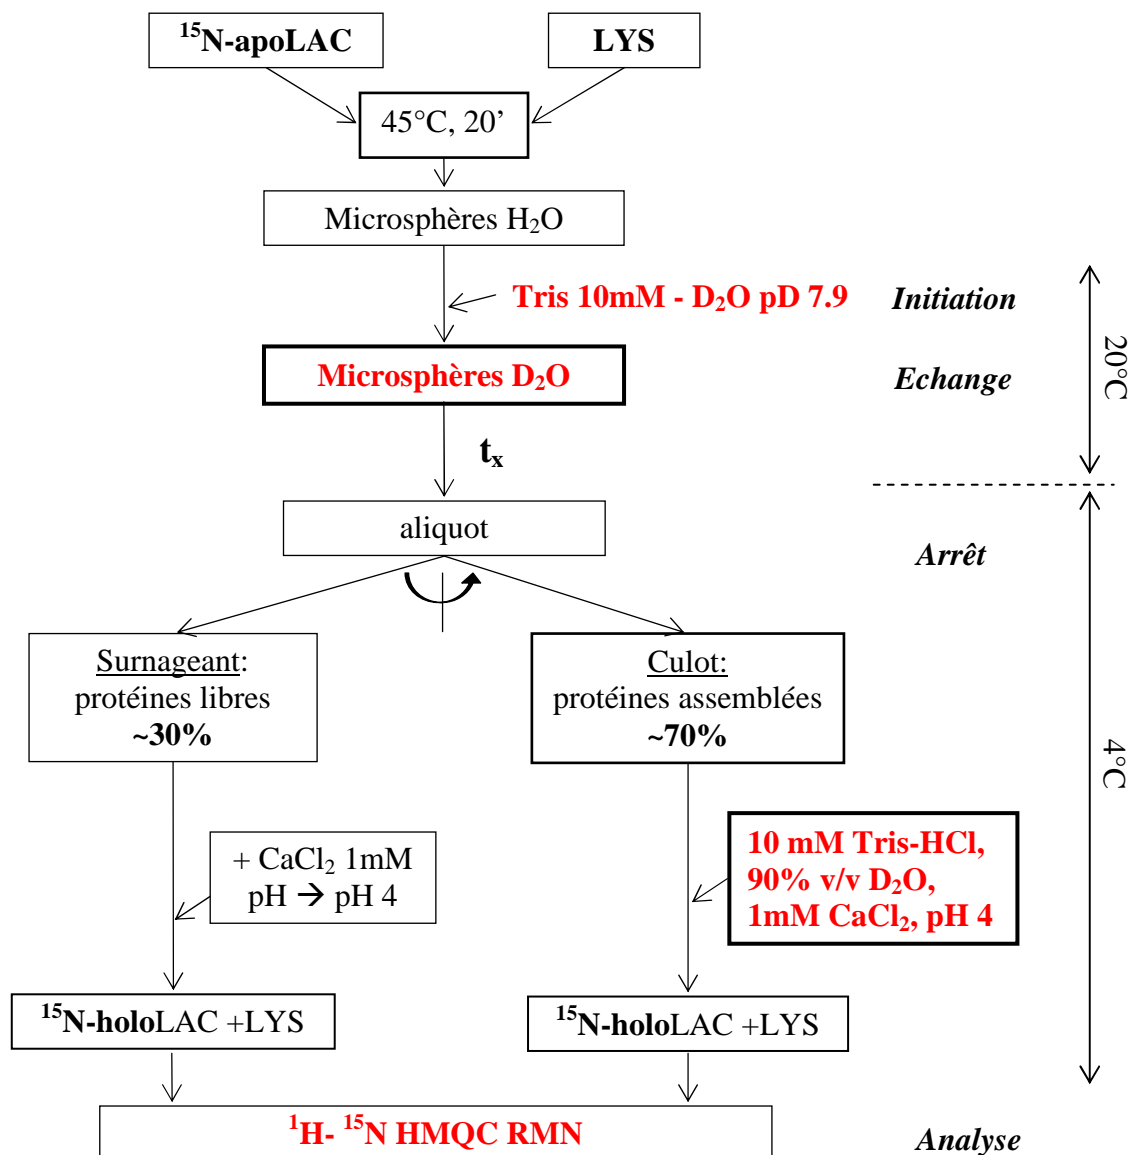 ¹⁵N-apoLAC
LYS
45°C, 20’
Microsphères H₂O
Tris 10mM - D₂O pD 7.9
Initiation
Microsphères D₂O
Echange
20°C
tₓ
aliquot
Arrêt
Surnageant:
protéines libres
~30%
Culot:
protéines assemblées
~70%
4°C
+ CaCl₂ 1mM
pH → pH 4
10 mM Tris-HCl,
90% v/v D₂O,
1mM CaCl₂, pH 4
¹⁵N-holoLAC +LYS
¹⁵N-holoLAC +LYS
¹H- ¹⁵N HMQC RMN
Analyse